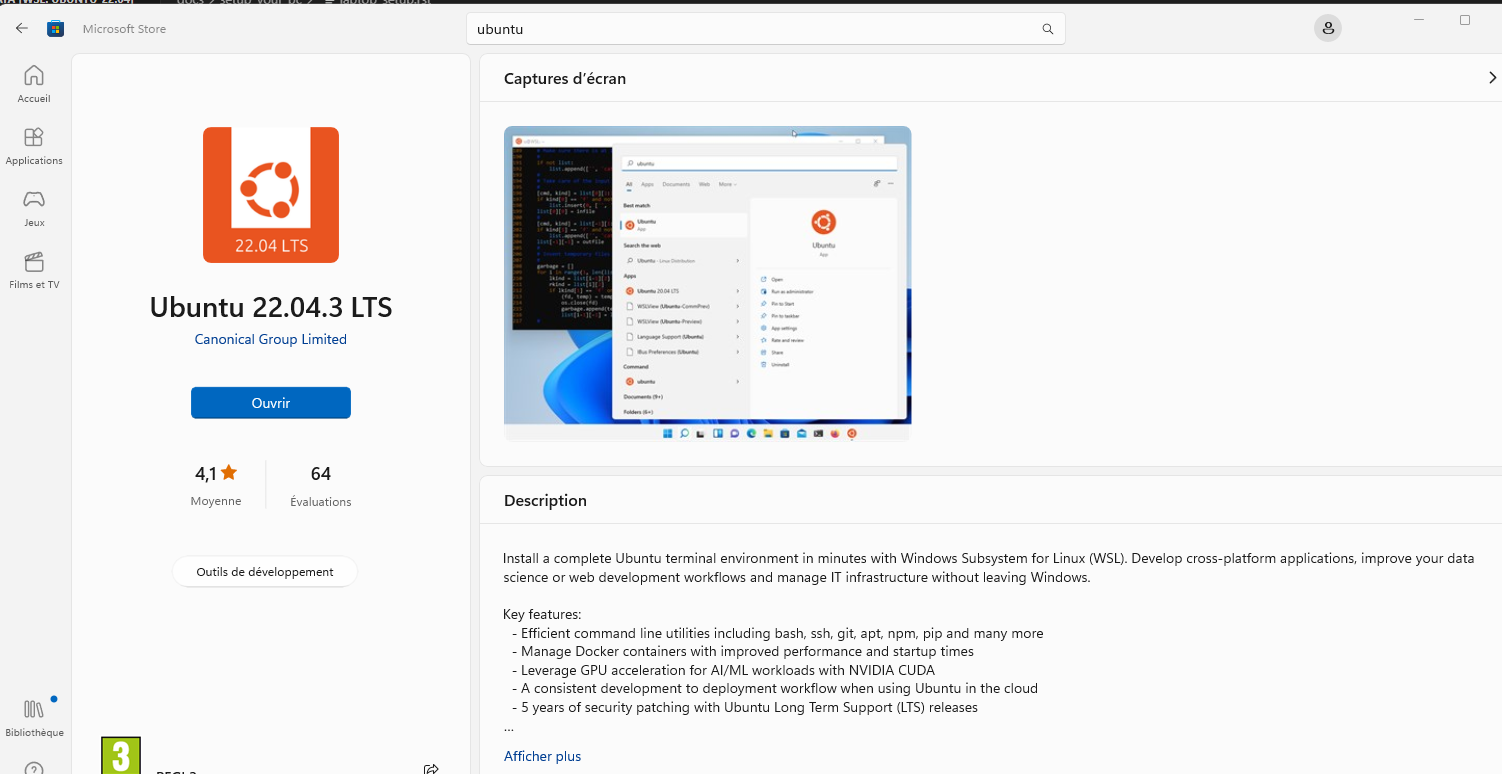 Microsoft Store
ubuntu
Accueil
Applications
Jeux
Films et TV
Bibliothèque
22.04 LTS
Ubuntu 22.04.3 LTS
Canonical Group Limited
Ouvrir
4,1
Moyenne
64
Évaluations
Outils de développement
3
Captures d’écran
ubuntu
All Apps Documents Web More
Best match
Ubuntu
App
Search the web
Ubuntu - Linux Distribution
Apps
Ubuntu 20.04 LTS
WSLView (Ubuntu-CommPrev)
WSLView (Ubuntu-Preview)
Language Support (Ubuntu)
IBus Preferences (Ubuntu)
Command
ubuntu
Documents (9+)
Folders (6+)
Ubuntu
App
Open
Run as administrator
Pin to Start
Pin to taskbar
App settings
Rate and review
Share
Uninstall
Description
Install a complete Ubuntu terminal environment in minutes with Windows Subsystem for Linux (WSL). Develop cross-platform applications, improve your data
science or web development workflows and manage IT infrastructure without leaving Windows.
Key features:
- Efficient command line utilities including bash, ssh, git, apt, npm, pip and many more
- Manage Docker containers with improved performance and startup times
- Leverage GPU acceleration for AI/ML workloads with NVIDIA CUDA
- A consistent development to deployment workflow when using Ubuntu in the cloud
- 5 years of security patching with Ubuntu Long Term Support (LTS) releases
...
Afficher plus